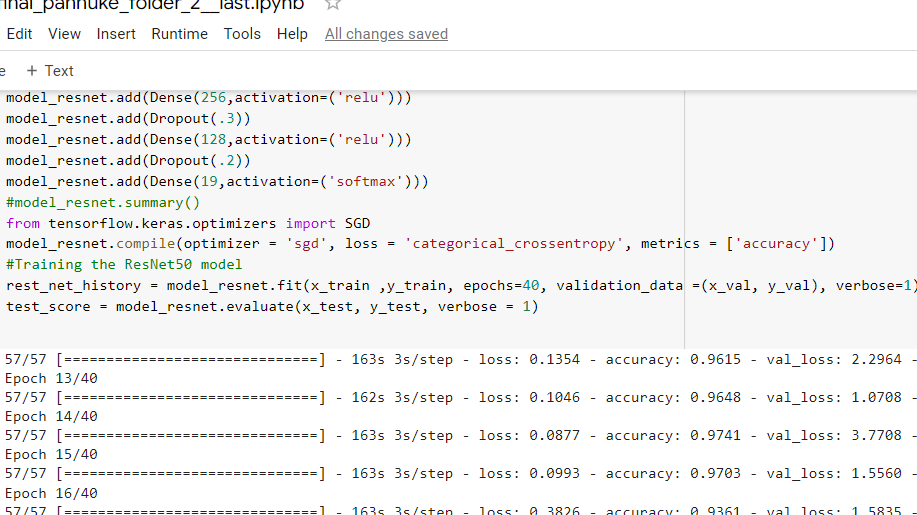 final_pannuke_folder_2__last.ipynb
Edit View Insert Runtime Tools Help All changes saved
+ Text
model_resnet.add(Dense(256,activation=('relu')))
model_resnet.add(Dropout(.3))
model_resnet.add(Dense(128,activation=('relu')))
model_resnet.add(Dropout(.2))
model_resnet.add(Dense(19,activation=('softmax')))
#model_resnet.summary()
from tensorflow.keras.optimizers import SGD
model_resnet.compile(optimizer = 'sgd', loss = 'categorical_crossentropy', metrics = ['accuracy'])
#Training the ResNet50 model
rest_net_history = model_resnet.fit(x_train ,y_train, epochs=40, validation_data =(x_val, y_val), verbose=1)
test_score = model_resnet.evaluate(x_test, y_test, verbose = 1)
57/57 [==============================] - 163s 3s/step - loss: 0.1354 - accuracy: 0.9615 - val_loss: 2.2964 -
Epoch 13/40
57/57 [==============================] - 162s 3s/step - loss: 0.1046 - accuracy: 0.9648 - val_loss: 1.0708 -
Epoch 14/40
57/57 [==============================] - 163s 3s/step - loss: 0.0877 - accuracy: 0.9741 - val_loss: 3.7708 -
Epoch 15/40
57/57 [==============================] - 163s 3s/step - loss: 0.0993 - accuracy: 0.9703 - val_loss: 1.5560 -
Epoch 16/40
57/57 [==============================] - 163s 3s/step - loss: 0.3826 - accuracy: 0.9361 - val_loss: 1.5835 -